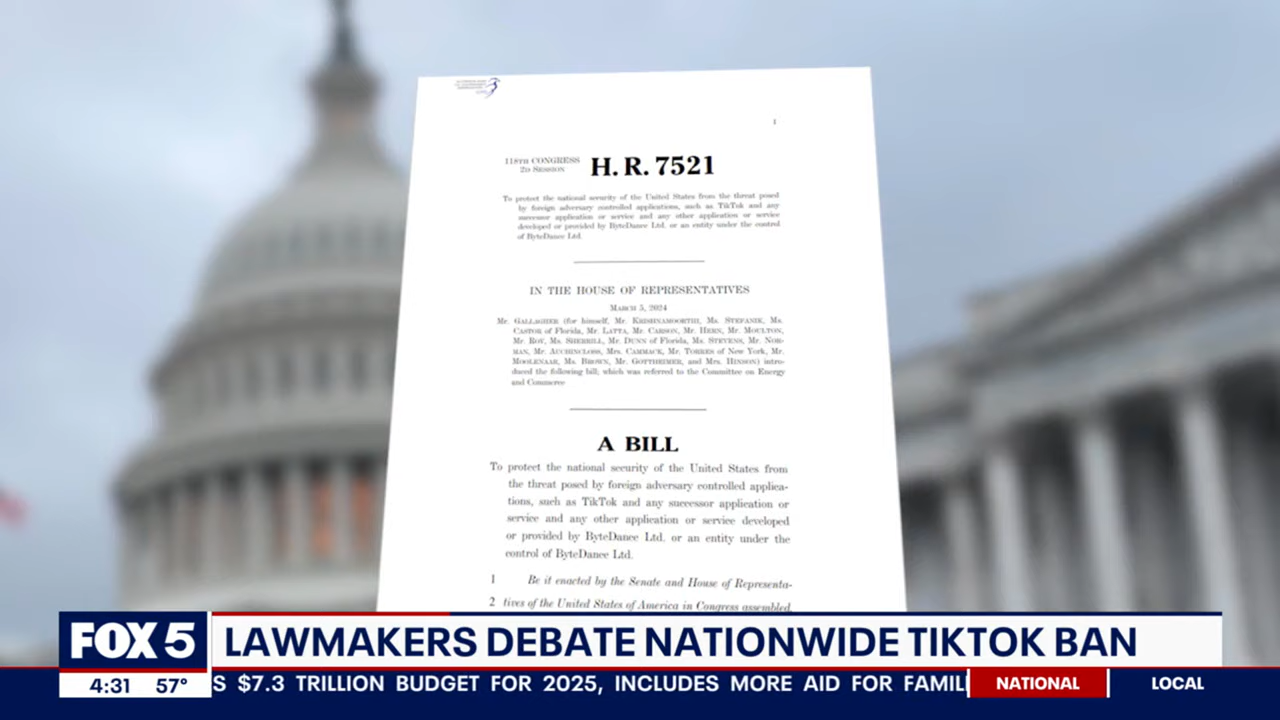 1
118TH CONGRESS
2D SESSION
H. R. 7521
To protect the national security of the United States from the threat posed
by foreign adversary controlled applications, such as TikTok and any
successor application or service and any other application or service
developed or provided by ByteDance Ltd. or an entity under the control
of ByteDance Ltd.
IN THE HOUSE OF REPRESENTATIVES
MARCH 5, 2024
Mr. GALLAGHER (for himself, Mr. KRISHNAMOORTHI, Ms. STEFANIK, Ms.
CASTOR of Florida, Mr. LATTA, Mr. CARSON, Mr. HERN, Mr. MOULTON,
Mr. ROY, Ms. SHERRILL, Mr. DUNN of Florida, Ms. STEVENS, Mr. NOR-
MAN, Mr. AUCHINCLOSS, Mrs. CAMMACK, Mr. TORRES of New York, Mr.
MOOLENAAR, Ms. BROWN, Mr. GOTTHEIMER, and Mrs. HINSON) intro-
duced the following bill; which was referred to the Committee on Energy
and Commerce
A BILL
To protect the national security of the United States from
the threat posed by foreign adversary controlled applica-
tions, such as TikTok and any successor application or
service and any other application or service developed
or provided by ByteDance Ltd. or an entity under the
control of ByteDance Ltd.
1 Be it enacted by the Senate and House of Representa-
2 tives of the United States of America in Congress assembled,
FOX 5
LAWMAKERS DEBATE NATIONWIDE TIKTOK BAN
4:31 57°
S $7.3 TRILLION BUDGET FOR 2025, INCLUDES MORE AID FOR FAMILI
NATIONAL
LOCAL